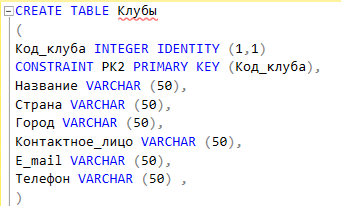 CREATE TABLE Клубы
(
Код_клуба INTEGER IDENTITY (1,1)
CONSTRAINT PK2 PRIMARY KEY (Код_клуба),
Название VARCHAR (50),
Страна VARCHAR (50),
Город VARCHAR (50),
Контактное_лицо VARCHAR (50),
E_mail VARCHAR (50),
Телефон VARCHAR (50) ,
)